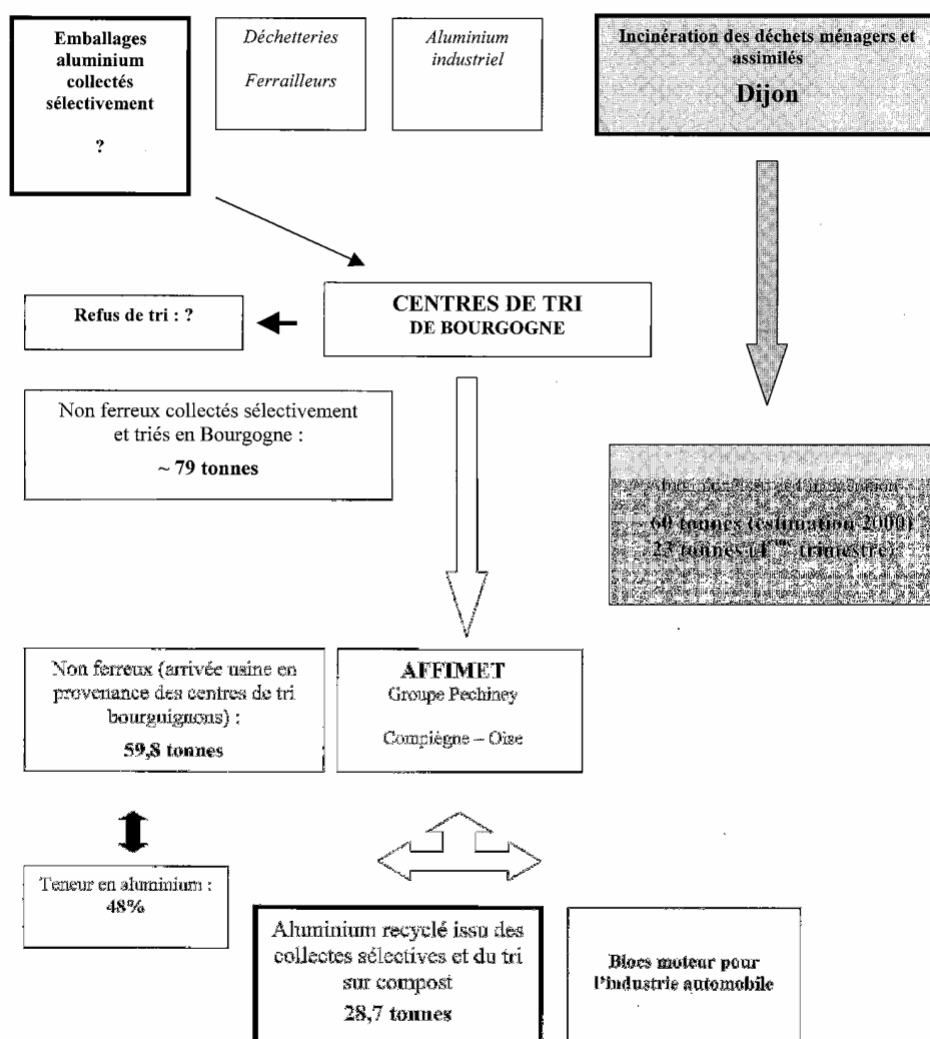 Emballages
aluminium
collectés
sélectivement
?
Déchetteries
Ferrailleurs
Aluminium
industriel
Incinération des déchets ménagers et
assimilés
Dijon
Refus de tri : ?
CENTRES DE TRI
DE BOURGOGNE
Non ferreux collectés sélectivement
et triés en Bourgogne :
~ 79 tonnes
60 tonnes (estimation 2000)
23 tonnes (1er trimestre)
Non ferreux (arrivée usine en
provenance des centres de tri
bourguignons) :
59,8 tonnes
AFFIMET
Groupe Pechiney
Compiègne – Oise
Teneur en aluminium :
48%
Aluminium recyclé issu des
collectes sélectives et du tri
sur compost
28,7 tonnes
Blocs moteur pour
l'industrie automobile